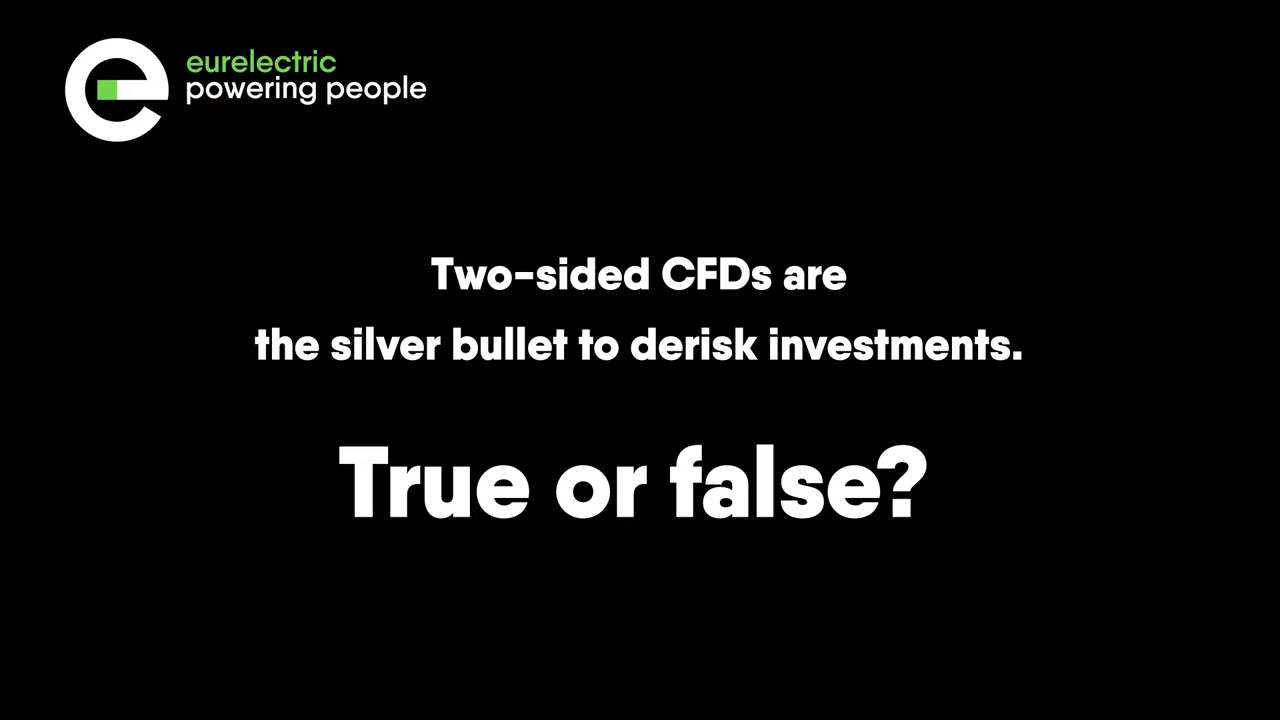 eurelectric
powering people
Two-sided CFDs are
the silver bullet to derisk investments.
True or false?